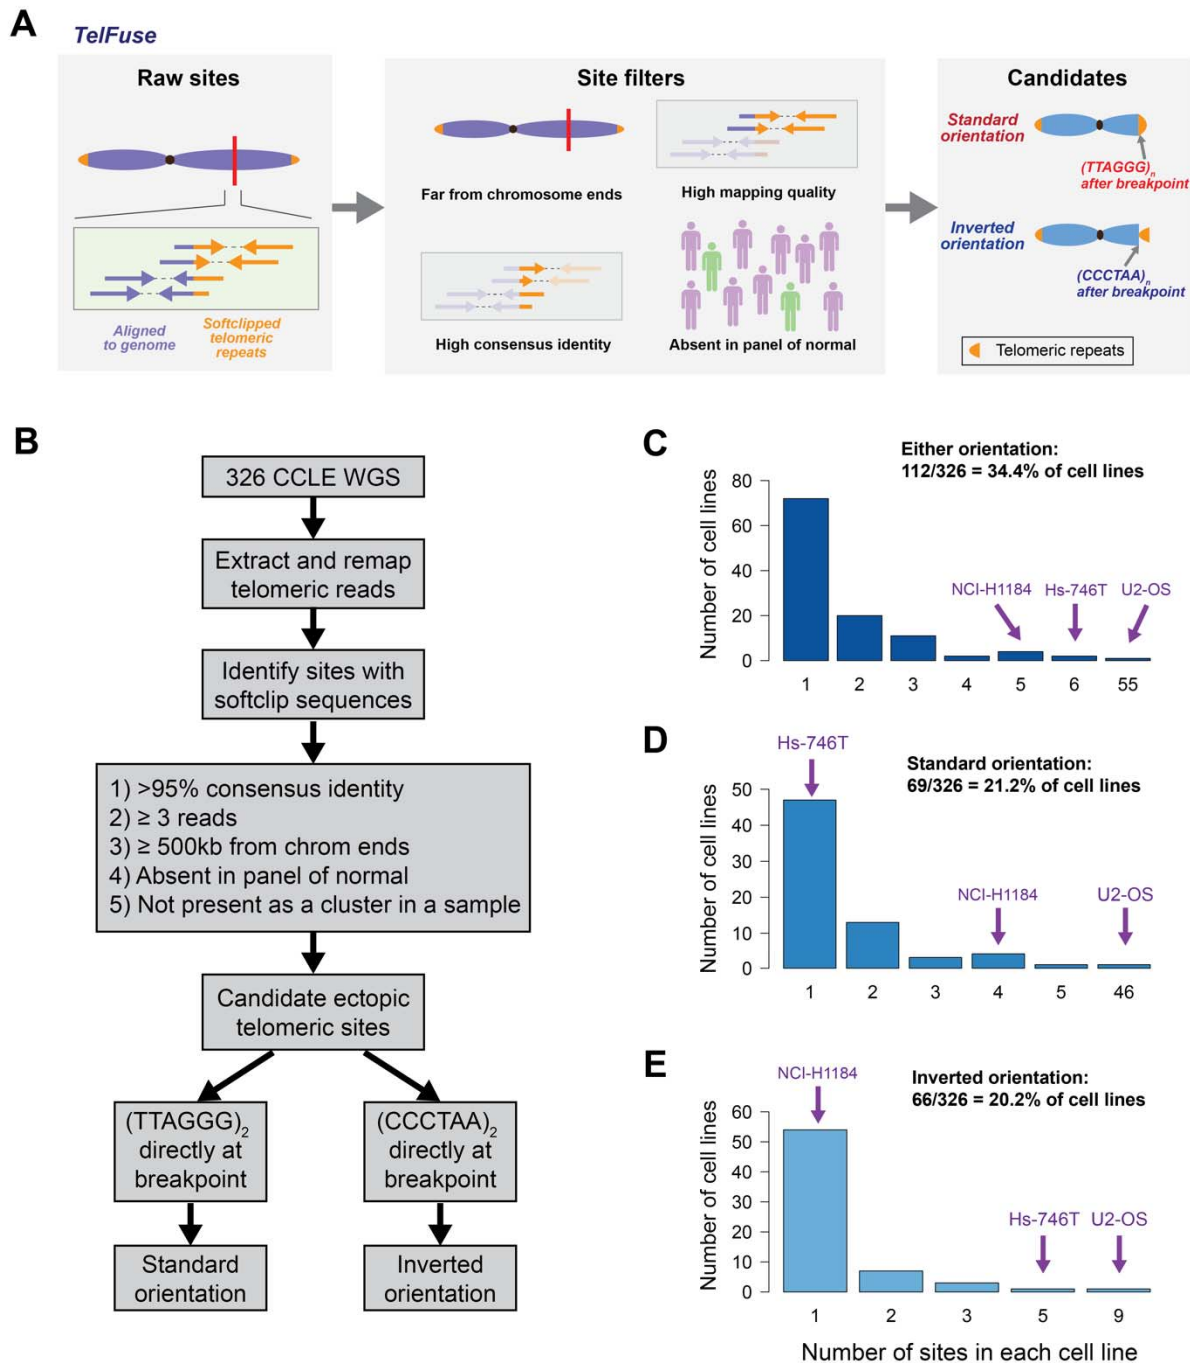 A
TelFuse
Raw sites
Aligned
to genome
Softclipped
telomeric
repeats
Site filters
Far from chromosome ends
High mapping quality
High consensus identity
Absent in panel of normal
Candidates
Standard
orientation
(TTAGGG)n
after breakpoint
Inverted
orientation
(CCCTAA)n
after breakpoint
Telomeric repeats
B
326 CCLE WGS
Extract and remap
telomeric reads
Identify sites with
softclip sequences
1) >95% consensus identity
2) ≥ 3 reads
3) ≥ 500kb from chrom ends
4) Absent in panel of normal
5) Not present as a cluster in a sample
Candidate ectopic
telomeric sites
(TTAGGG)2
directly at
breakpoint
(CCCTAA)2
directly at
breakpoint
Standard
orientation
Inverted
orientation
C
Either orientation:
112/326 = 34.4% of cell lines
Number of cell lines
80
60
40
20
0
NCI-H1184
Hs-746T
U2-OS
1 2 3 4 5 6 55
D
Standard orientation:
69/326 = 21.2% of cell lines
Number of cell lines
50
40
30
20
10
0
Hs-746T
NCI-H1184
U2-OS
1 2 3 4 5 46
E
Inverted orientation:
66/326 = 20.2% of cell lines
Number of cell lines
60
50
40
30
20
10
0
NCI-H1184
Hs-746T
U2-OS
1 2 3 5 9
Number of sites in each cell line